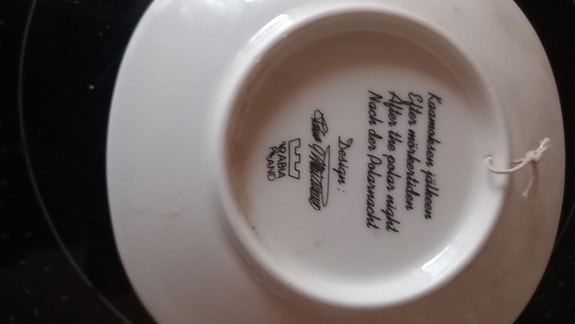 Kaamoksen jälkeen
Efter mörkertiden
After the polar night
Nach der Polarnacht
Design:
ARABIA
FINLAND